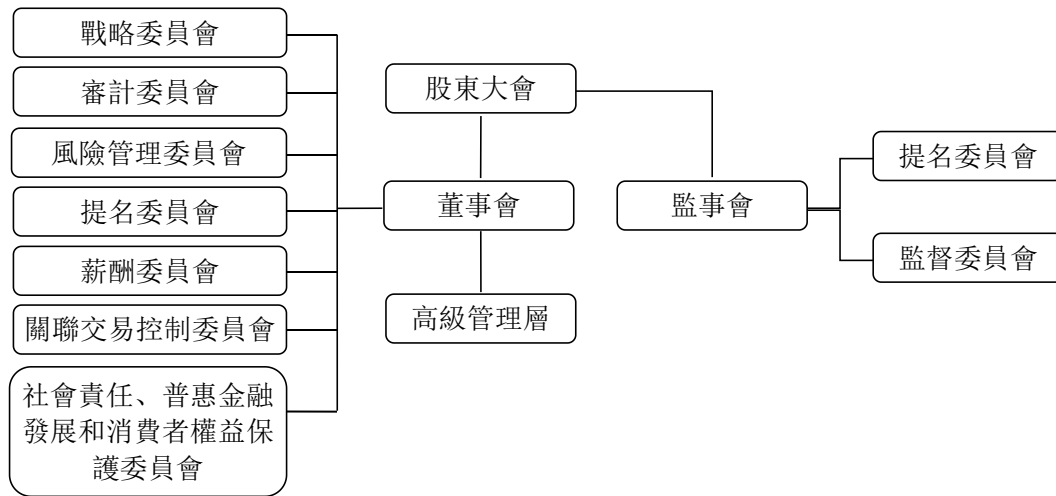 戰略委員會
審計委員會
風險管理委員會
提名委員會
薪酬委員會
關聯交易控制委員會
社會責任、普惠金融
發展和消費者權益保
護委員會
股東大會
董事會
高級管理層
監事會
提名委員會
監督委員會